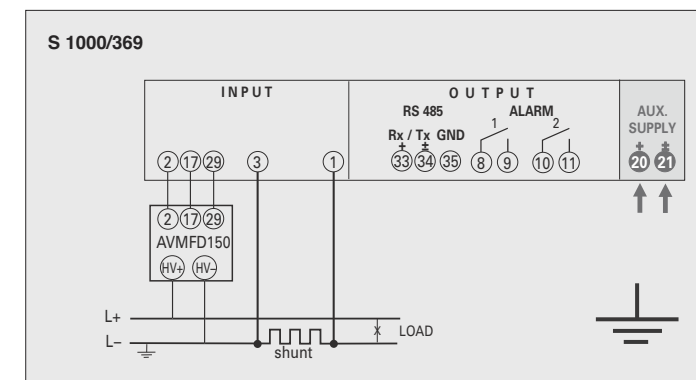 S 1000/369
INPUT
OUTPUT
RS 485 ALARM
AUX. SUPPLY
1 2
Rx / Tx GND
+ ±
33 34 35 8 9 10 11
20 21
2 17 29 3 1
2 17 29
AVMFD150
HV+ HV–
L+
L–
LOAD
shunt